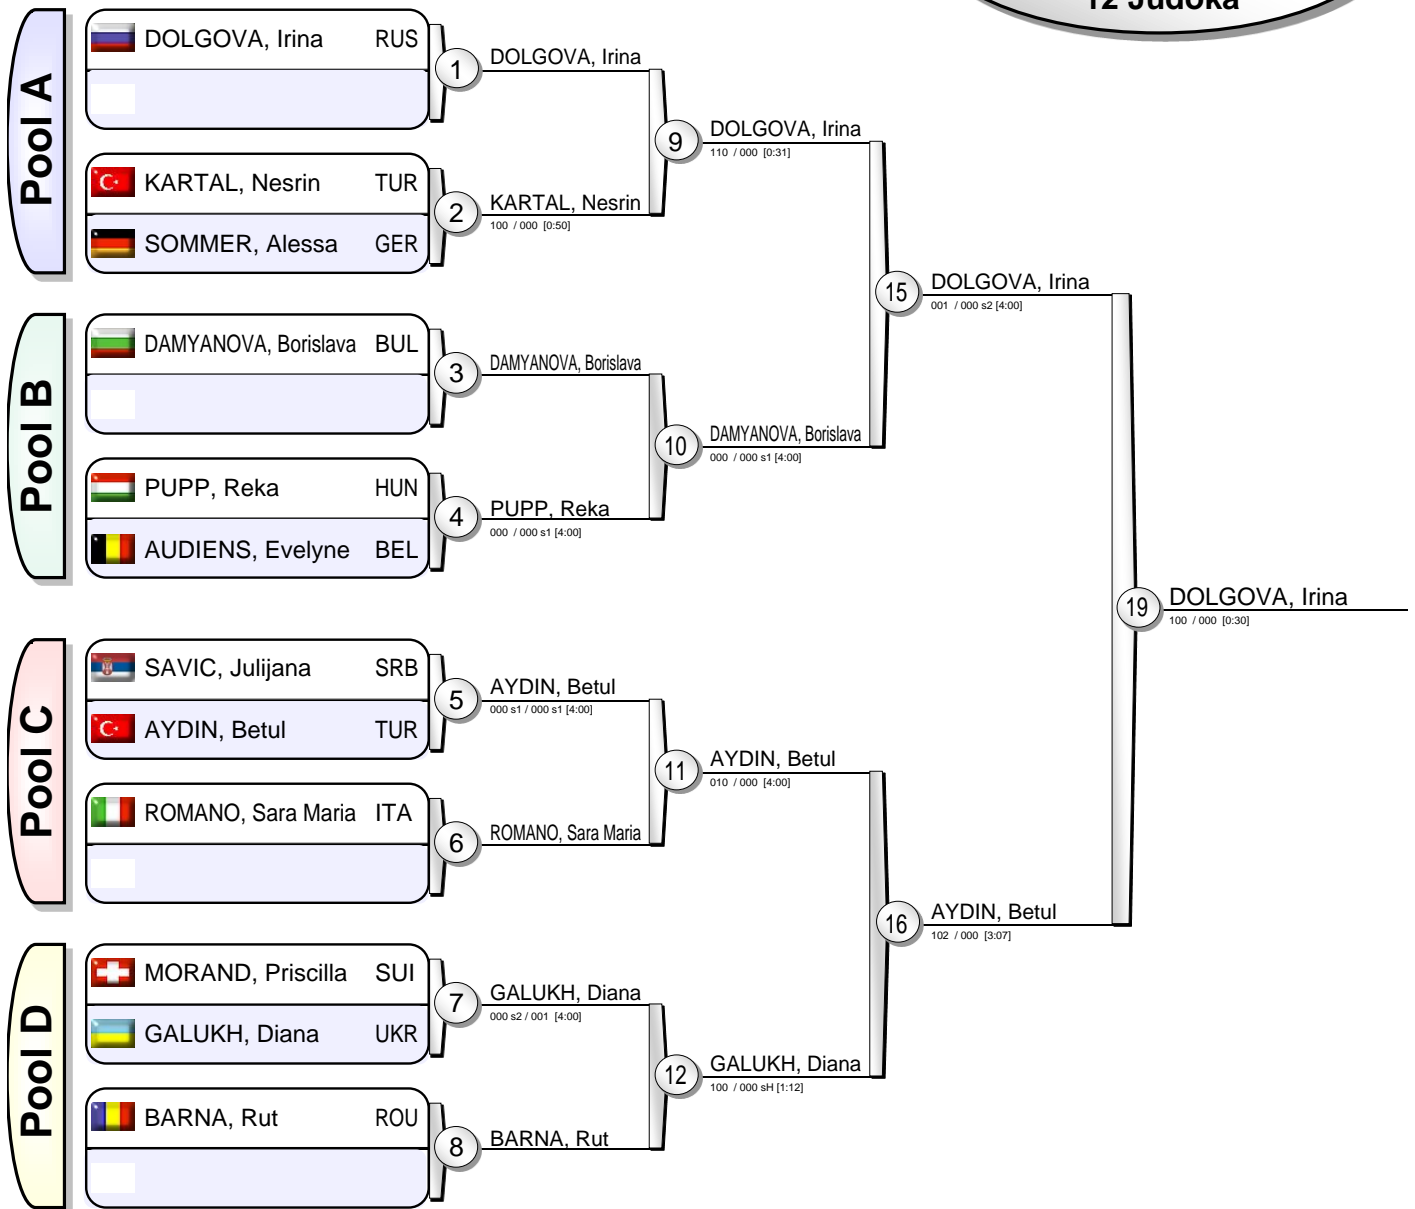 12 Judoka
Pool A
DOLGOVA, Irina RUS
KARTAL, Nesrin TUR
SOMMER, Alessa GER
1
DOLGOVA, Irina
2
KARTAL, Nesrin
100 / 000 [0:50]
9
DOLGOVA, Irina
110 / 000 [0:31]
Pool B
DAMYANOVA, Borislava BUL
PUPP, Reka HUN
AUDIENS, Evelyne BEL
3
DAMYANOVA, Borislava
4
PUPP, Reka
000 / 000 s1 [4:00]
10
DAMYANOVA, Borislava
000 / 000 s1 [4:00]
15
DOLGOVA, Irina
001 / 000 s2 [4:00]
Pool C
SAVIC, Julijana SRB
AYDIN, Betul TUR
ROMANO, Sara Maria ITA
5
AYDIN, Betul
000 s1 / 000 s1 [4:00]
6
ROMANO, Sara Maria
11
AYDIN, Betul
010 / 000 [4:00]
Pool D
MORAND, Priscilla SUI
GALUKH, Diana UKR
BARNA, Rut ROU
7
GALUKH, Diana
000 s2 / 001 [4:00]
8
BARNA, Rut
12
GALUKH, Diana
100 / 000 sH [1:12]
16
AYDIN, Betul
102 / 000 [3:07]
19
DOLGOVA, Irina
100 / 000 [0:30]